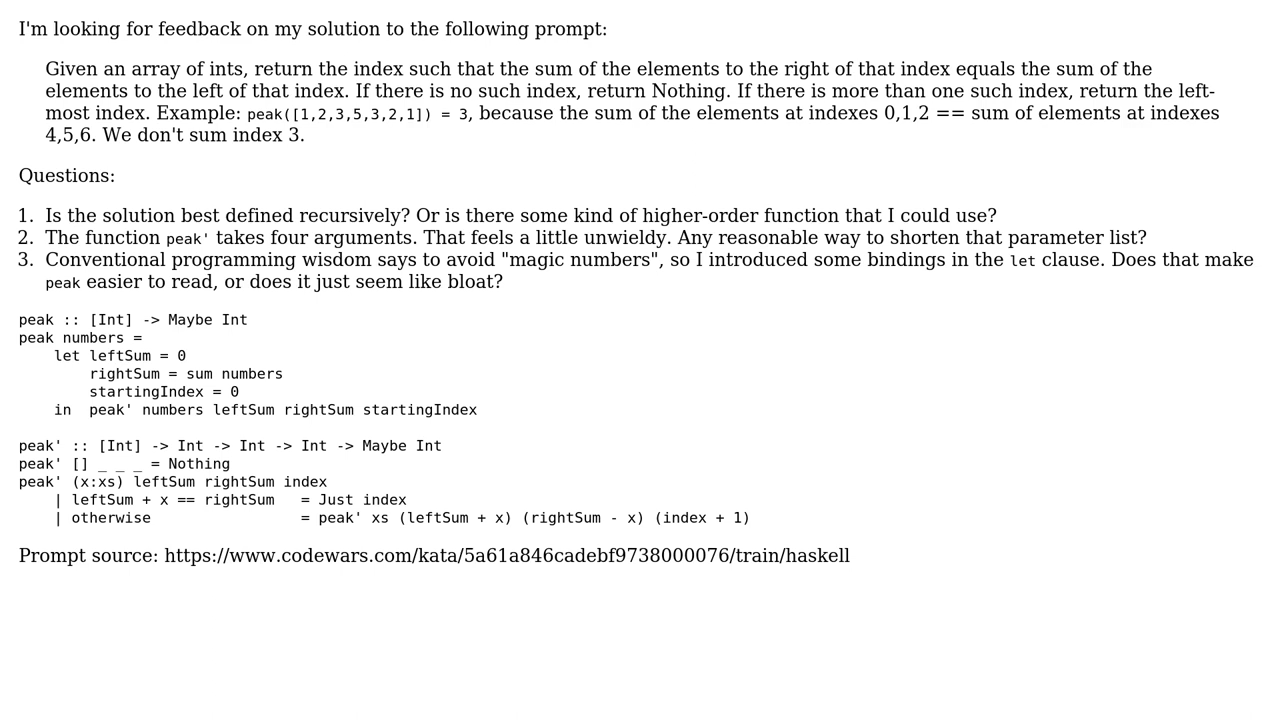 I'm looking for feedback on my solution to the following prompt:
Given an array of ints, return the index such that the sum of the elements to the right of that index equals the sum of the
elements to the left of that index. If there is no such index, return Nothing. If there is more than one such index, return the left-
most index. Example: peak([1,2,3,5,3,2,1]) = 3, because the sum of the elements at indexes 0,1,2 == sum of elements at indexes
4,5,6. We don't sum index 3.
Questions:
1. Is the solution best defined recursively? Or is there some kind of higher-order function that I could use?
2. The function peak' takes four arguments. That feels a little unwieldy. Any reasonable way to shorten that parameter list?
3. Conventional programming wisdom says to avoid "magic numbers", so I introduced some bindings in the let clause. Does that make
peak easier to read, or does it just seem like bloat?
peak :: [Int] -> Maybe Int
peak numbers =
    let leftSum = 0
        rightSum = sum numbers
        startingIndex = 0
    in  peak' numbers leftSum rightSum startingIndex
peak' :: [Int] -> Int -> Int -> Int -> Maybe Int
peak' [] _ _ _ = Nothing
peak' (x:xs) leftSum rightSum index
    | leftSum + x == rightSum   = Just index
    | otherwise                 = peak' xs (leftSum + x) (rightSum - x) (index + 1)
Prompt source: https://www.codewars.com/kata/5a61a846cadebf9738000076/train/haskell